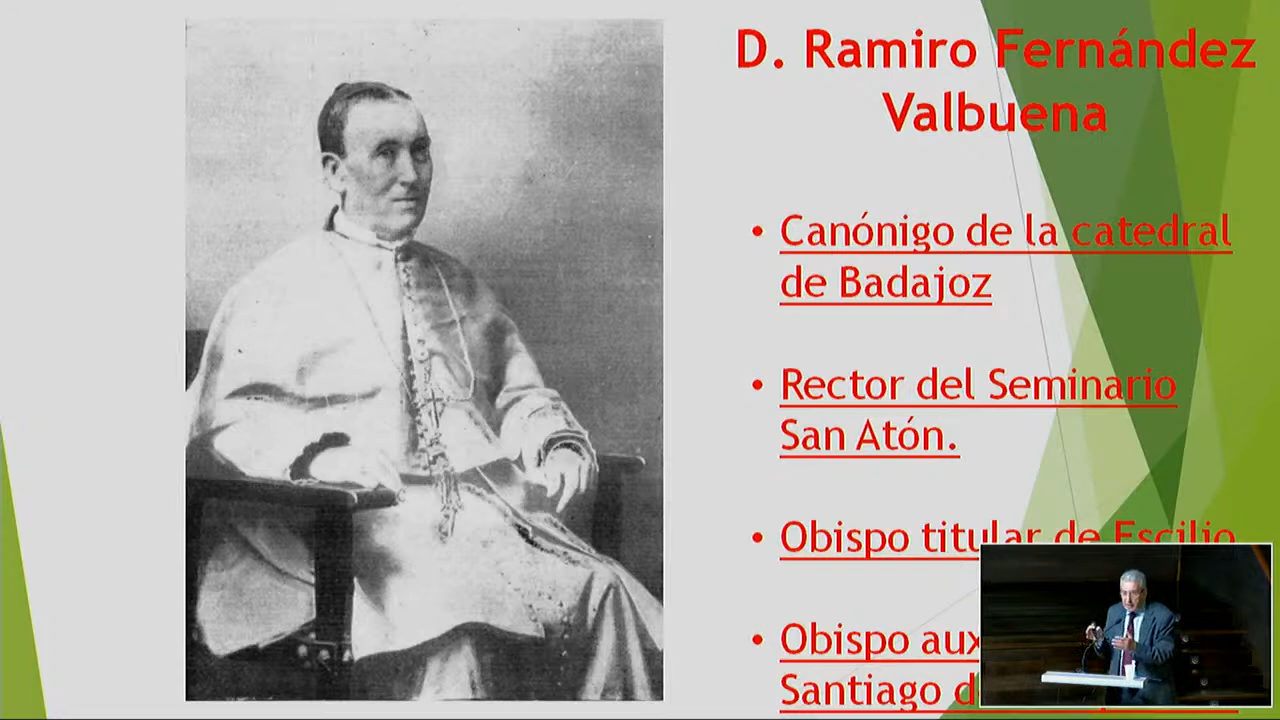 D. Ramiro Fernández
Valbuena
• Canónigo de la catedral
de Badajoz
• Rector del Seminario
San Atón.
• Obispo titular de Escilio
• Obispo
Santiago